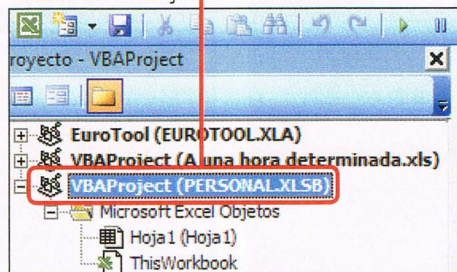 royecto - VBAProject
EuroTool (EUROTOOL.XLA)
VBAProject (A una hora determinada.xls)
VBAProject (PERSONAL.XLSB)
Microsoft Excel Objetos
Hoja1 (Hoja1)
ThisWorkbook